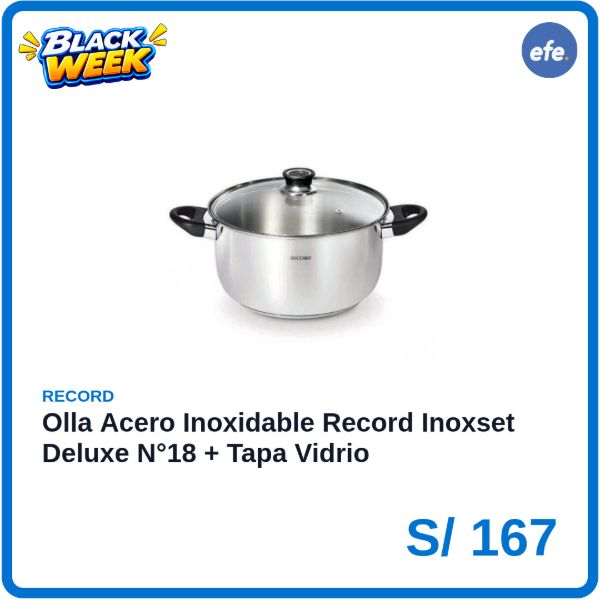 BLACK
WEEK
efe.
RECORD
RECORD
Olla Acero Inoxidable Record Inoxset
Deluxe N°18 + Tapa Vidrio
S/ 167